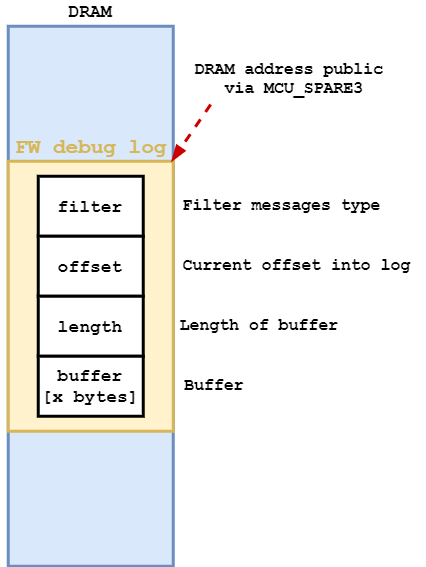 DRAM
DRAM address public
via MCU_SPARE3
FW debug log
filter
Filter messages type
offset
Current offset into log
length
Length of buffer
buffer
[x bytes]
Buffer